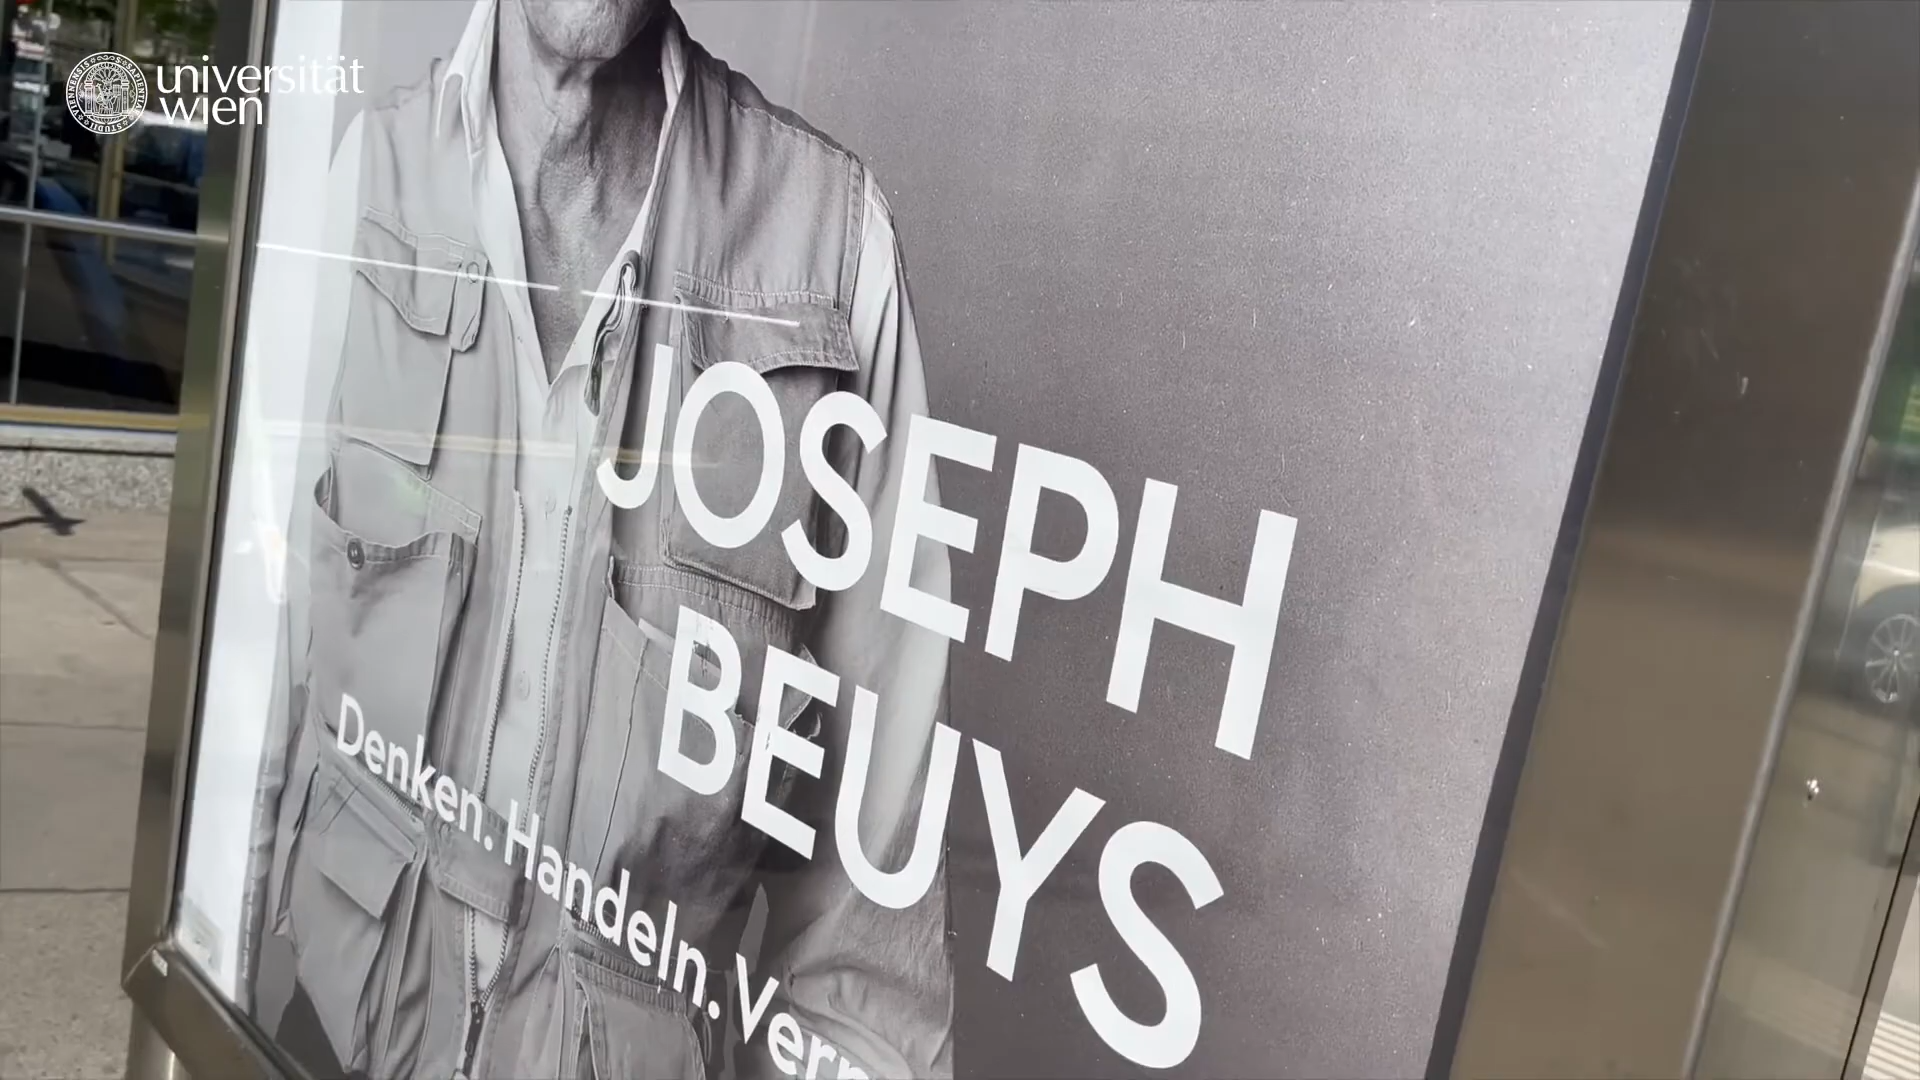 universität
wien
JOSEPH
BEUYS
Denken. Handeln.